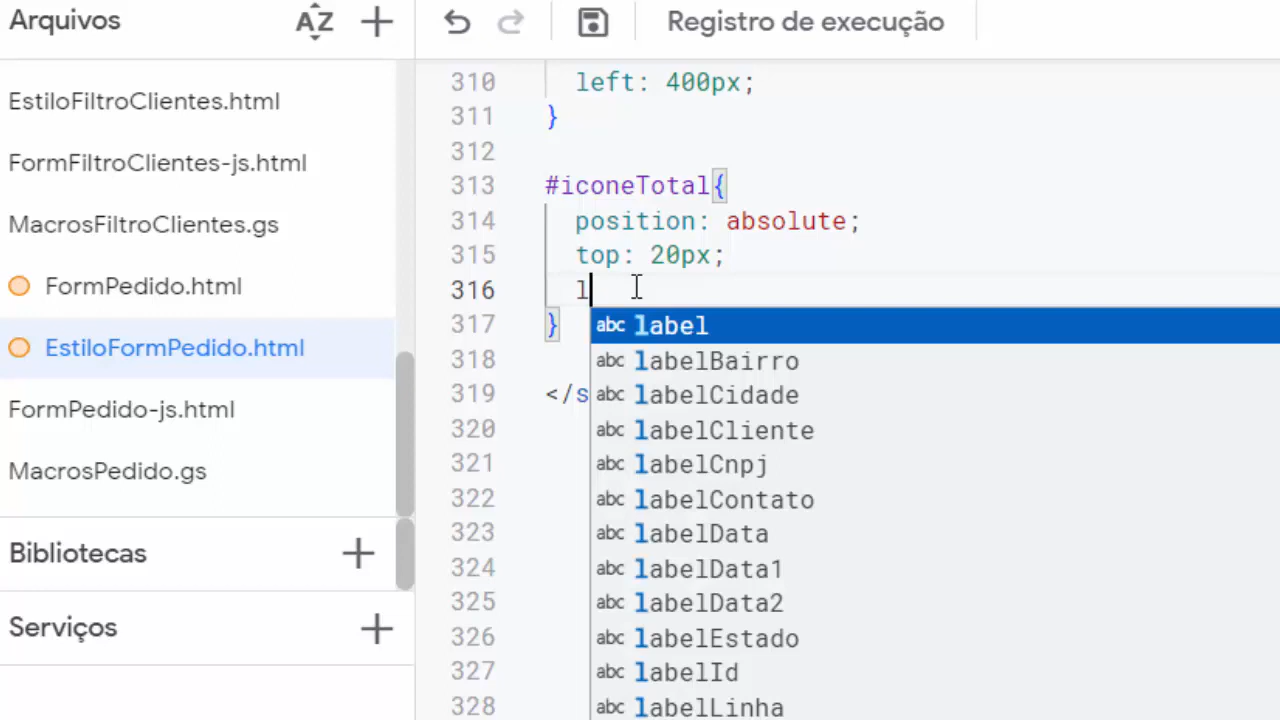 Arquivos
EstiloFiltroClientes.html
FormFiltroClientes-js.html
MacrosFiltroClientes.gs
FormPedido.html
EstiloFormPedido.html
FormPedido-js.html
MacrosPedido.gs
Bibliotecas
Serviços
Registro de execução
310 left: 400px;
311 }
312
313 #iconeTotal{
314 position: absolute;
315 top: 20px;
316 l
317 }
318
319 </s
320
321
322
323
324
325
326
327
328
abc label
abc labelBairro
abc labelCidade
abc labelCliente
abc labelCnpj
abc labelContato
abc labelData
abc labelData1
abc labelData2
abc labelEstado
abc labelId
abc labelLinha